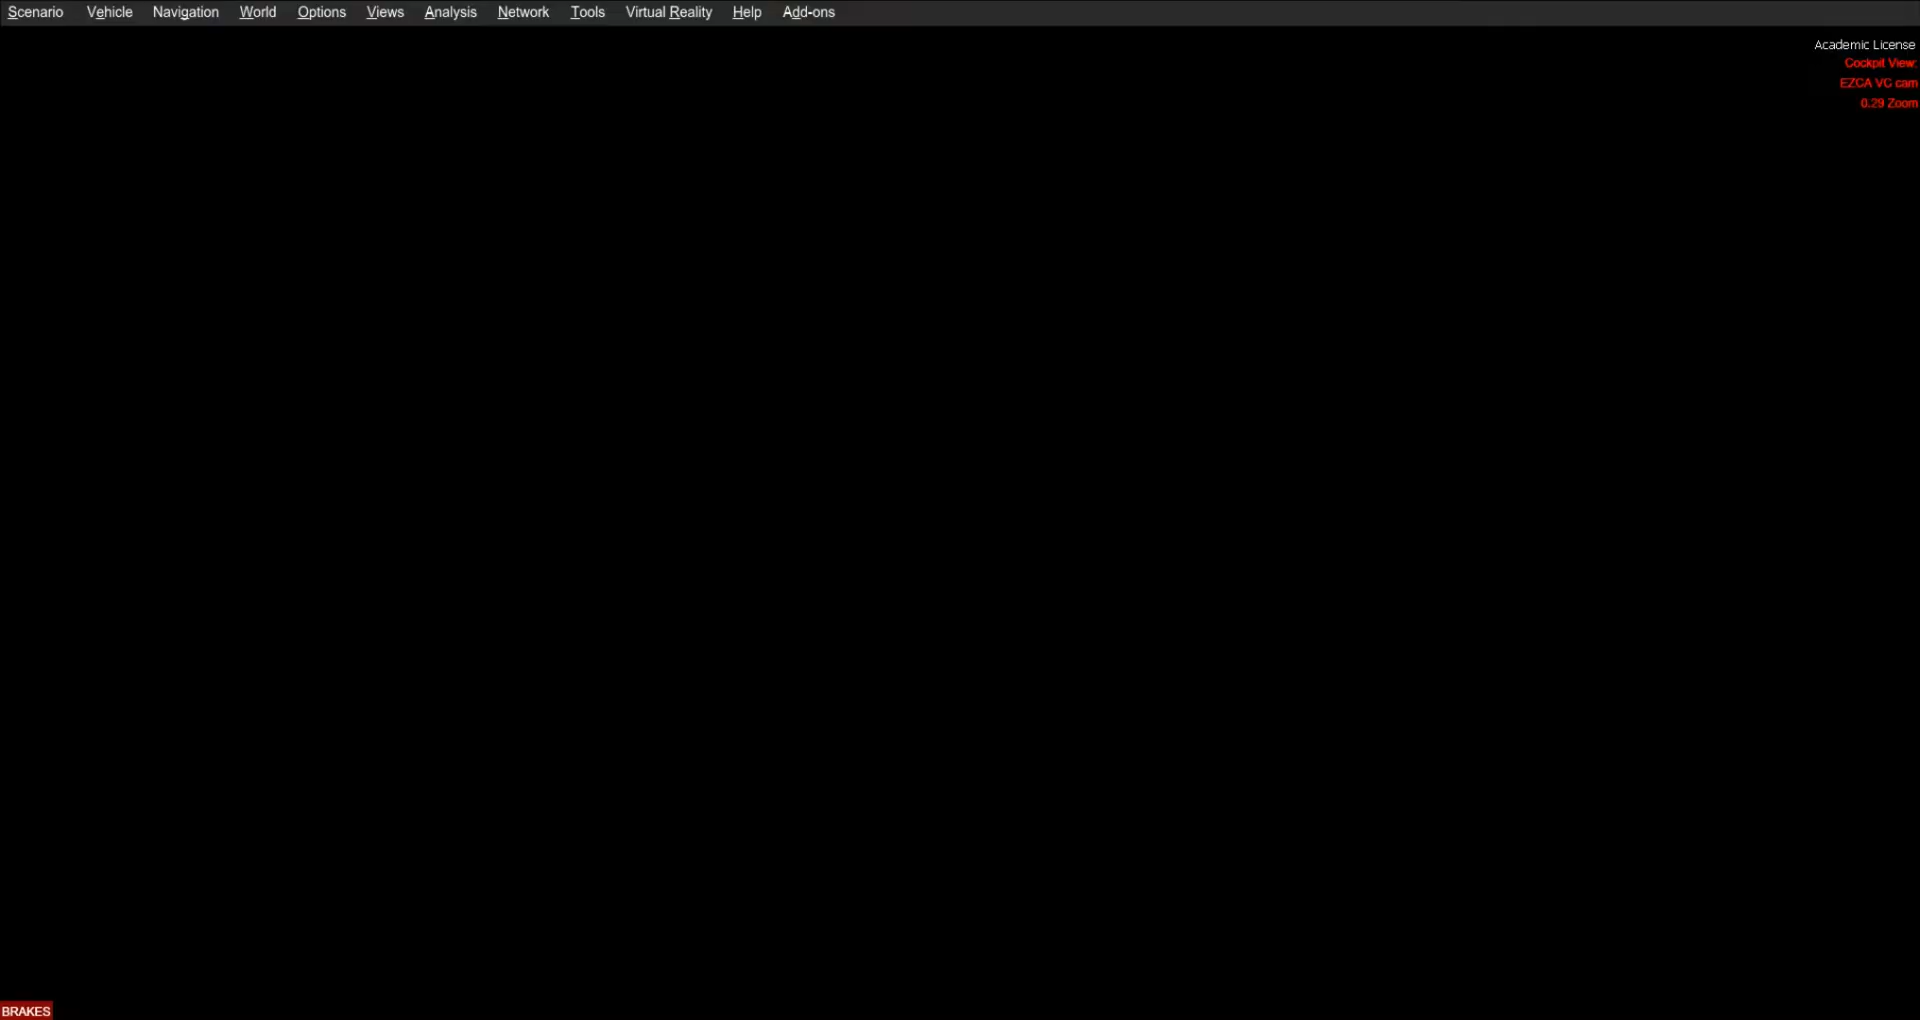 Scenario Vehicle Navigation World Options Views Analysis Network Tools Virtual Reality Help Add-ons
Academic License
Cockpit View:
EZCA VC cam
0.29 Zoom
BRAKES